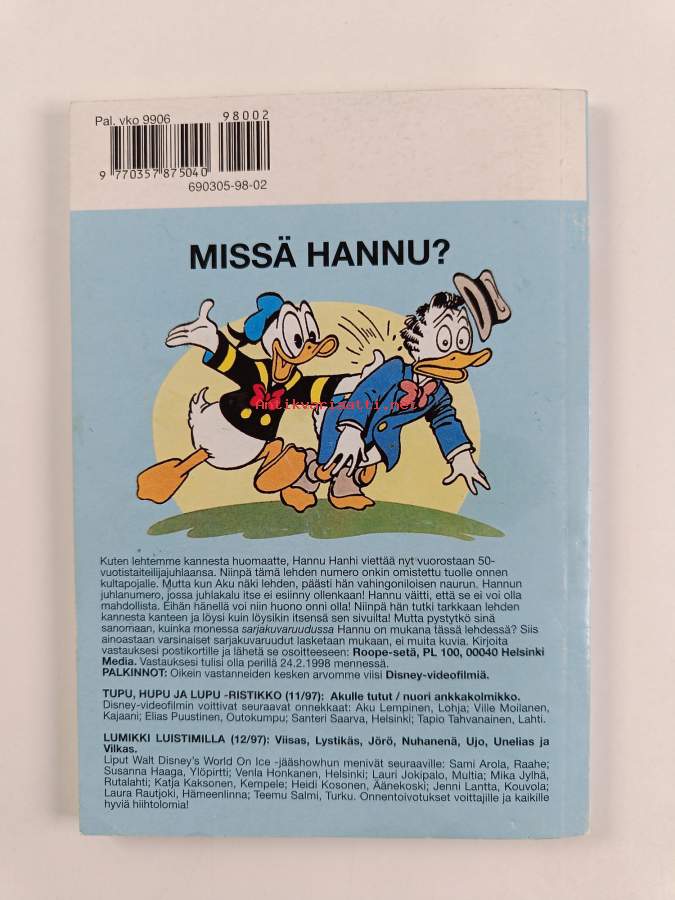 Pal. vko 9906
98002
9 770357 875040
690305-98-02
MISSÄ HANNU?
Antikvariaatti.net
Kuten lehtemme kannesta huomaatte, Hannu Hanhi viettää nyt vuorostaan 50-
vuotistaiteilijajuhlaansa. Niinpä tämä lehden numero onkin omistettu tuolle onnen
kultapojalle. Mutta kun Aku näki lehden, päästi hän vahingoniloisen naurun. Hannun
juhlanumero, jossa juhlakalu itse ei esiinny ollenkaan! Hannu väitti, että se ei voi olla
mahdollista. Eihän hänellä voi niin huono onni olla! Niinpä hän tutki tarkkaan lehden
kannesta kanteen ja löysi kuin löysikin itsensä sen sivuilta! Mutta pystytkö sinä
sanomaan, kuinka monessa sarjakuvaruudussa Hannu on mukana tässä lehdessä? Siis
ainoastaan varsinaiset sarjakuvaruudut lasketaan mukaan, ei muita kuvia. Kirjoita
vastauksesi postikortille ja lähetä se osoitteeseen: Roope-setä, PL 100, 00040 Helsinki
Media. Vastauksesi tulisi olla perillä 24.2.1998 mennessä.
PALKINNOT: Oikein vastanneiden kesken arvomme viisi Disney-videofilmiä.
TUPU, HUPU JA LUPU -RISTIKKO (11/97): Akulle tutut / nuori ankkakolmikko.
Disney-videofilmin voittivat seuraavat onnekkaat: Aku Lempinen, Lohja; Ville Moilanen,
Kajaani; Elias Puustinen, Outokumpu; Santeri Saarva, Helsinki; Tapio Tahvanainen, Lahti.
LUMIKKI LUISTIMILLA (12/97): Viisas, Lystikäs, Jörö, Nuhanenä, Ujo, Unelias ja
Vilkas.
Liput Walt Disney's World On Ice -jääshowhun menivät seuraaville: Sami Arola, Raahe;
Susanna Haaga, Ylöpirtti; Venla Honkanen, Helsinki; Lauri Jokipalo, Multia; Mika Jylhä,
Rutalahti; Katja Kaksonen, Kempele; Heidi Kosonen, Äänekoski; Jenni Lantta, Kouvola;
Laura Rautjoki, Hämeenlinna; Teemu Salmi, Turku. Onnentoivotukset voittajille ja kaikille
hyviä hiihtolomia!